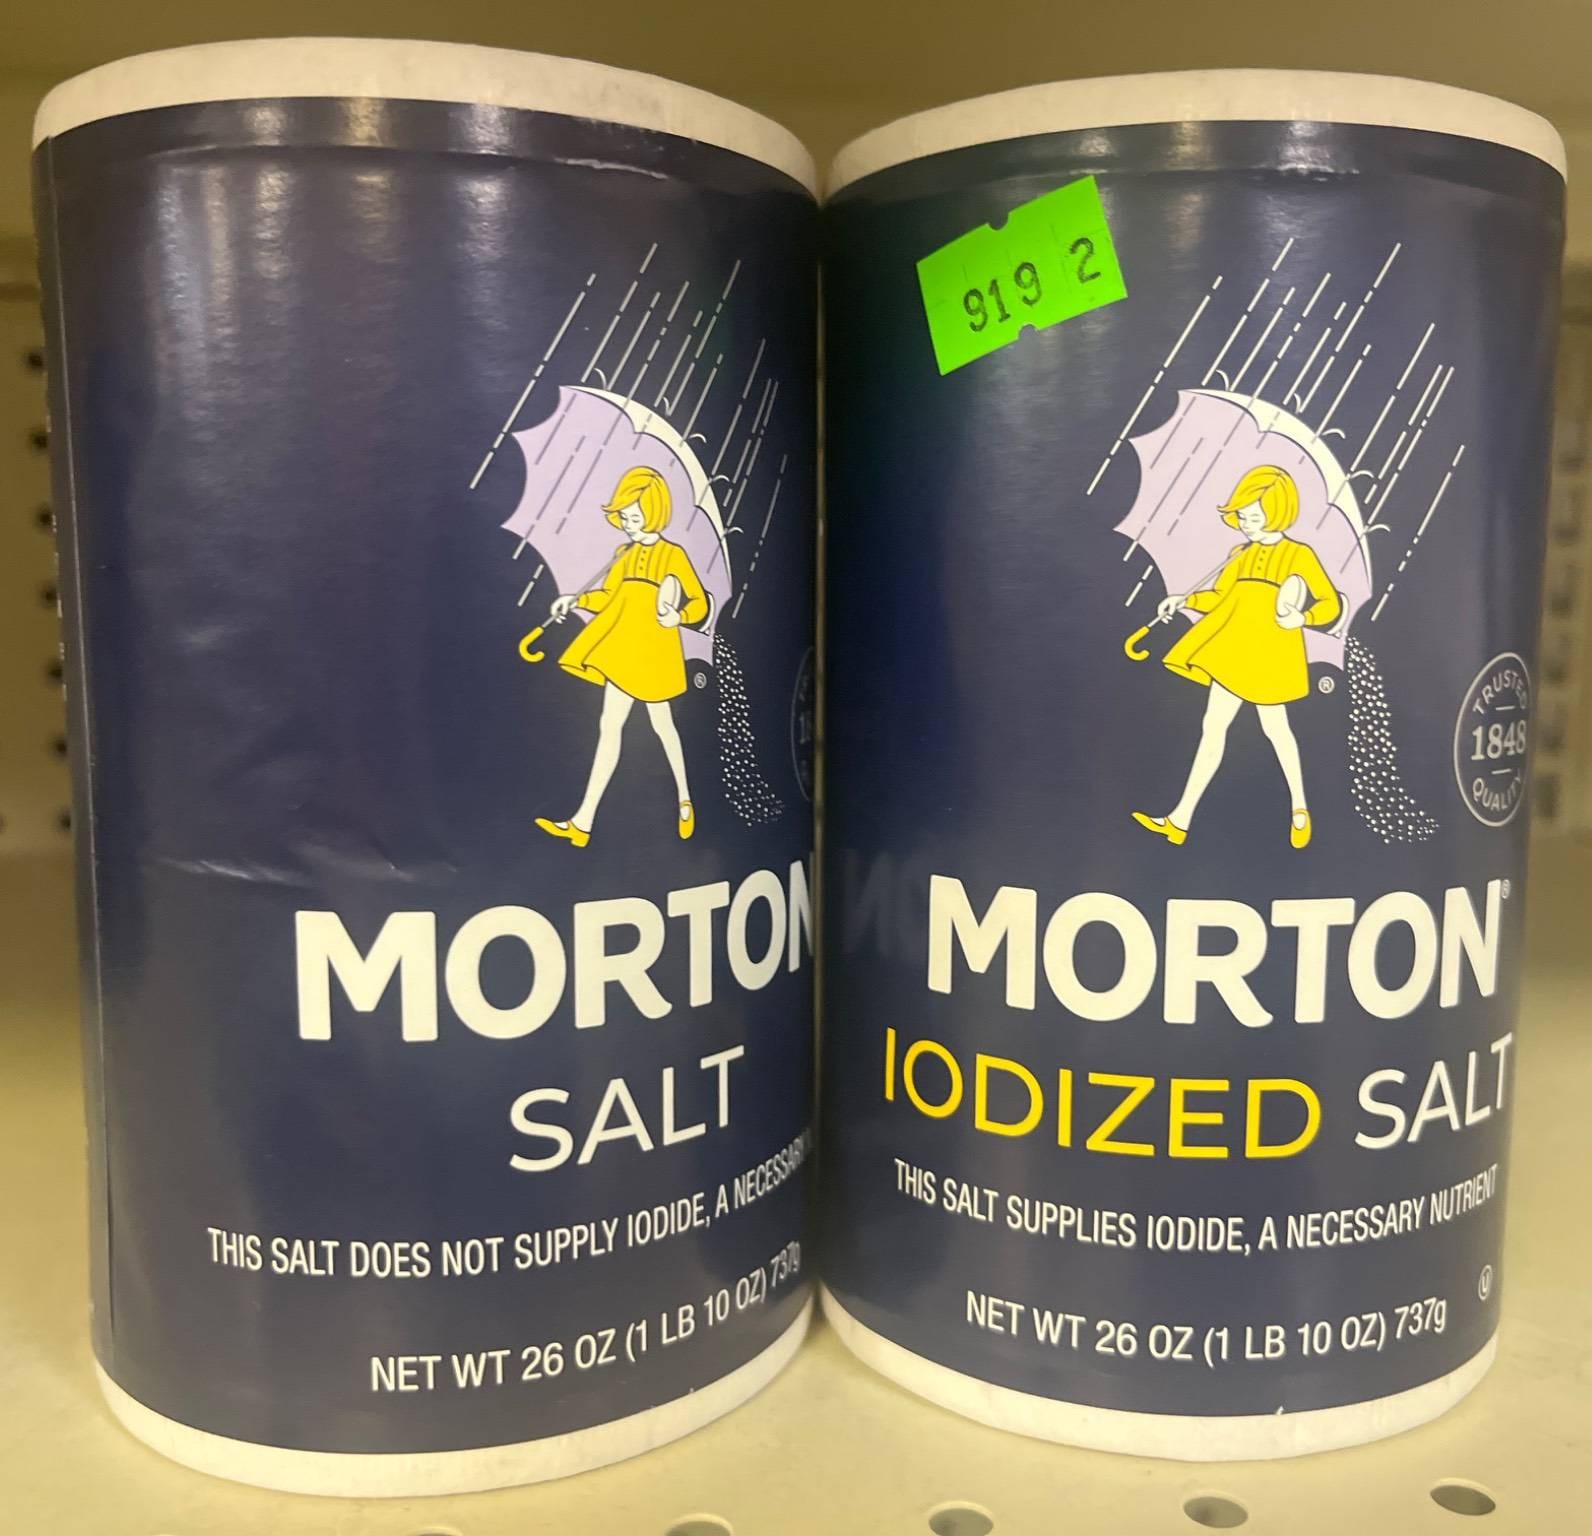 MORTON
SALT
THIS SALT DOES NOT SUPPLY IODIDE, A NECESSARY
NET WT 26 OZ (1 LB 10 OZ) 737g
919 2
®
TRUSTED
1848
QUALITY
MORTON®
IODIZED SALT
THIS SALT SUPPLIES IODIDE, A NECESSARY NUTRIENT
U
NET WT 26 OZ (1 LB 10 OZ) 737g